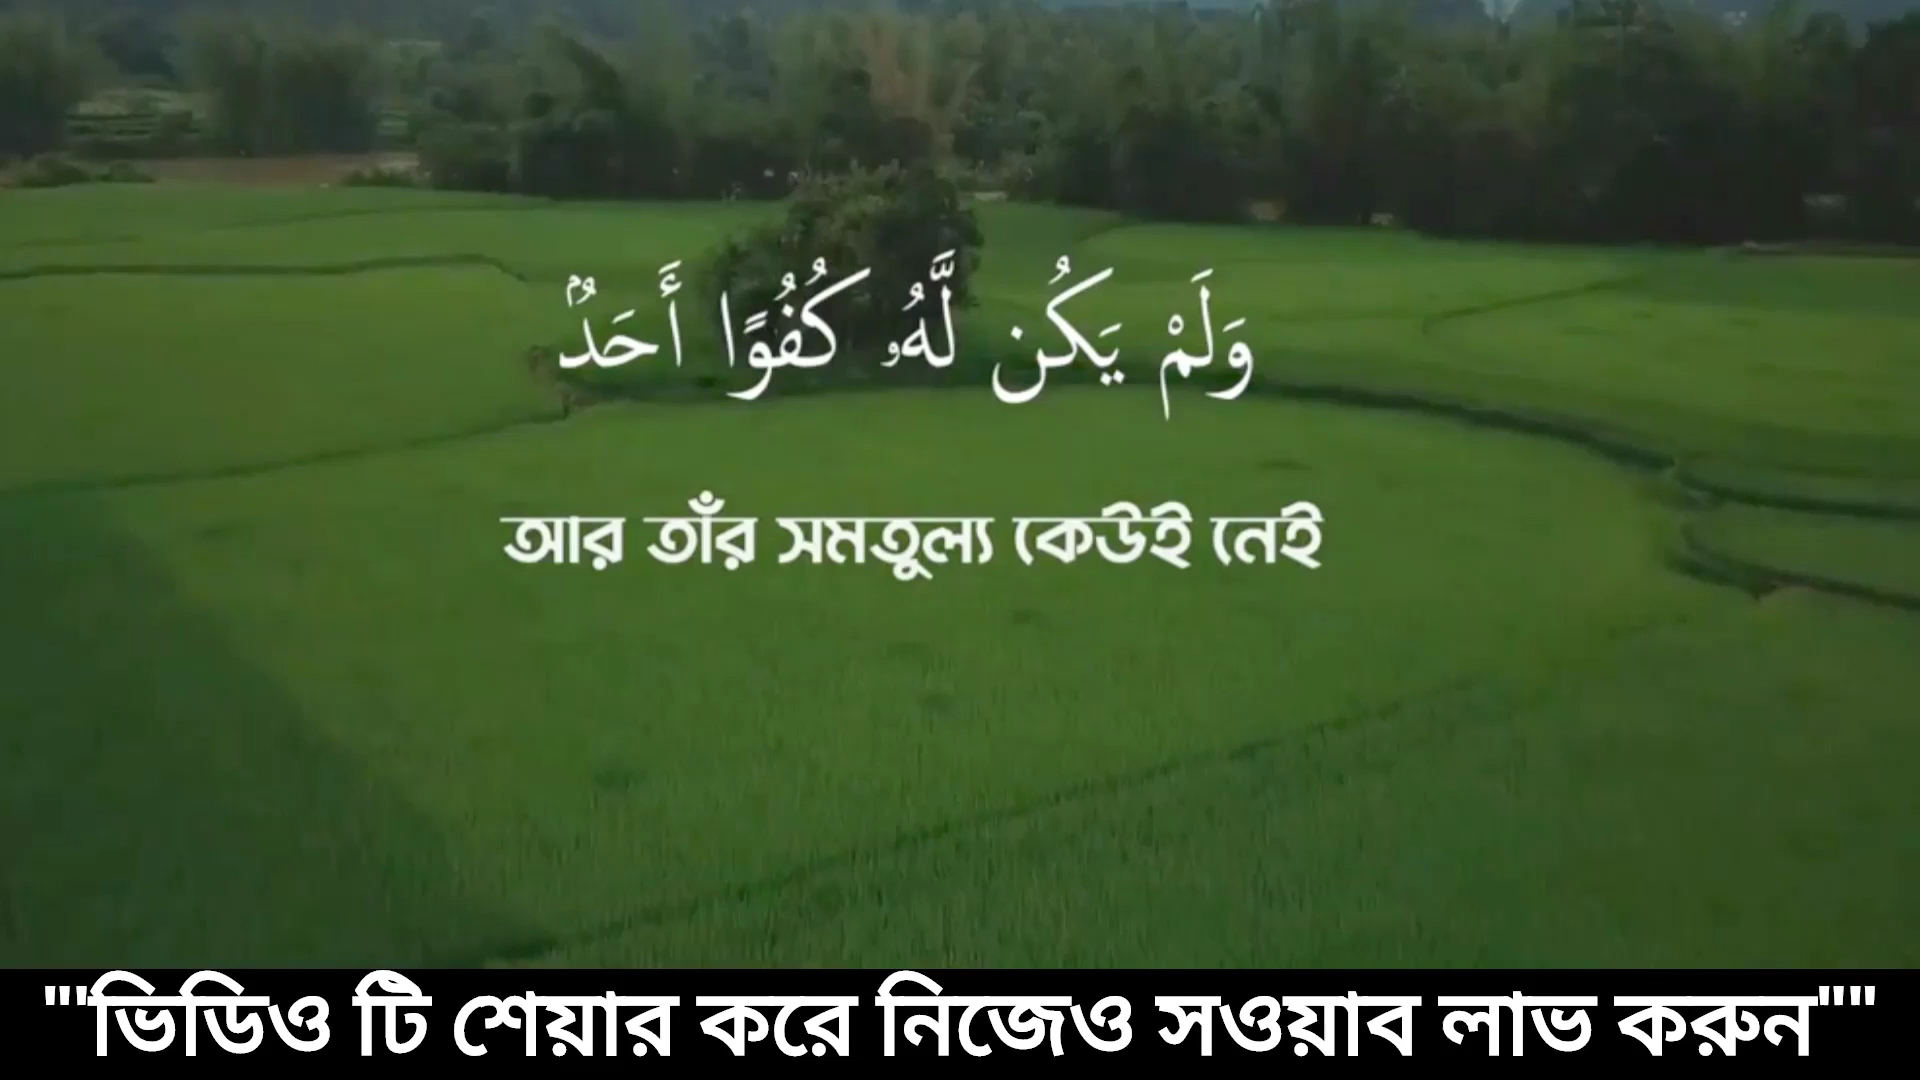 وَلَمْ يَكُن لَّهُۥ كُفُوًا أَحَدٌۢ
আর তাঁর সমতুল্য কেউই নেই
"'ভিডিও টি শেয়ার করে নিজেও সওয়াব লাভ করুন""